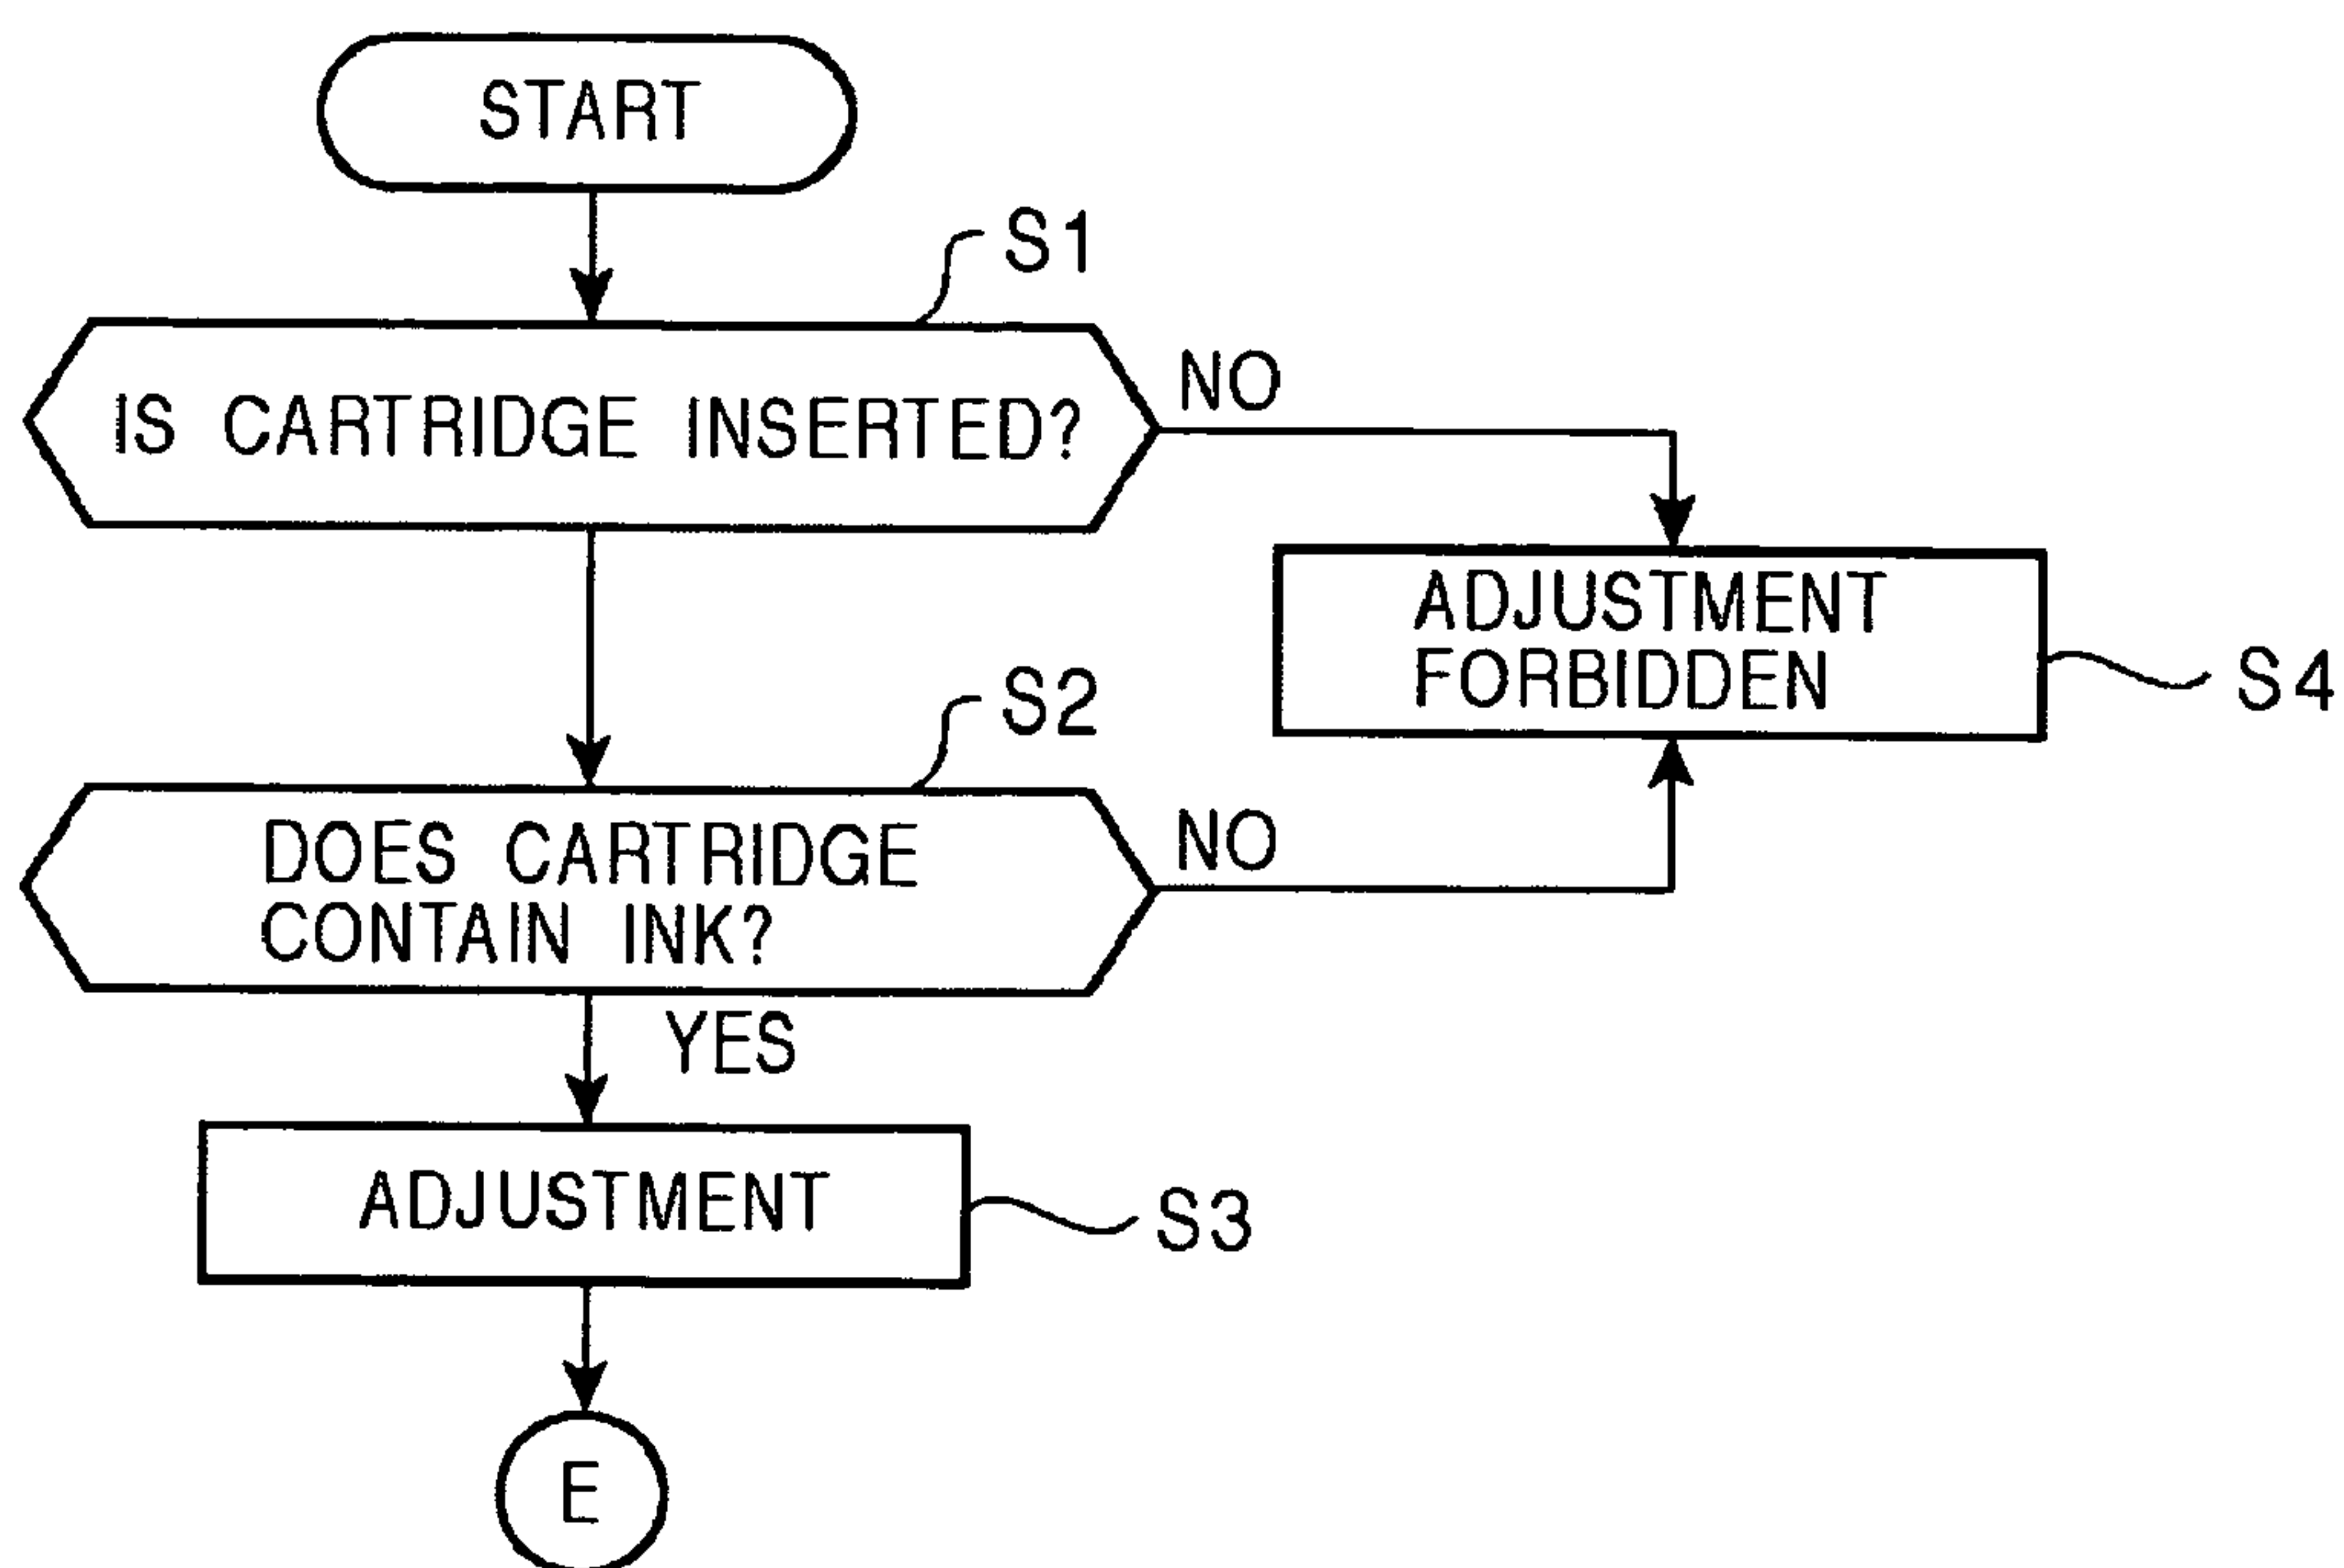 START
S1
IS CARTRIDGE INSERTED?
NO
ADJUSTMENT
FORBIDDEN
S4
S2
DOES CARTRIDGE
CONTAIN INK?
NO
YES
ADJUSTMENT
S3
E